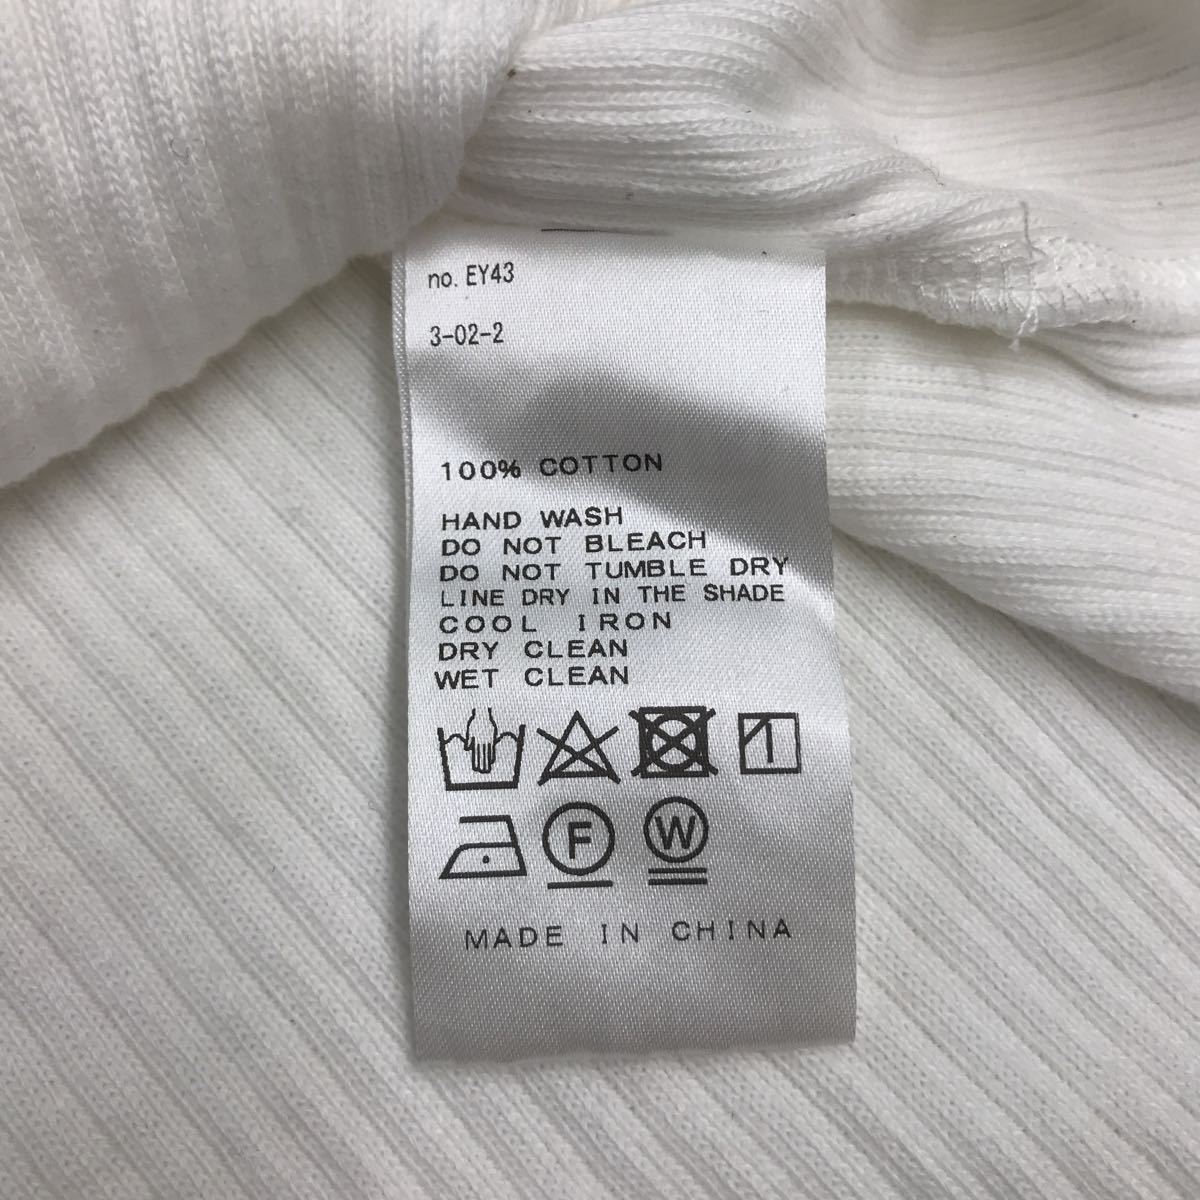 no. EY43
3-02-2
100% COTTON
HAND WASH
DO NOT BLEACH
DO NOT TUMBLE DRY
LINE DRY IN THE SHADE
COOL IRON
DRY CLEAN
WET CLEAN
F W
MADE IN CHINA